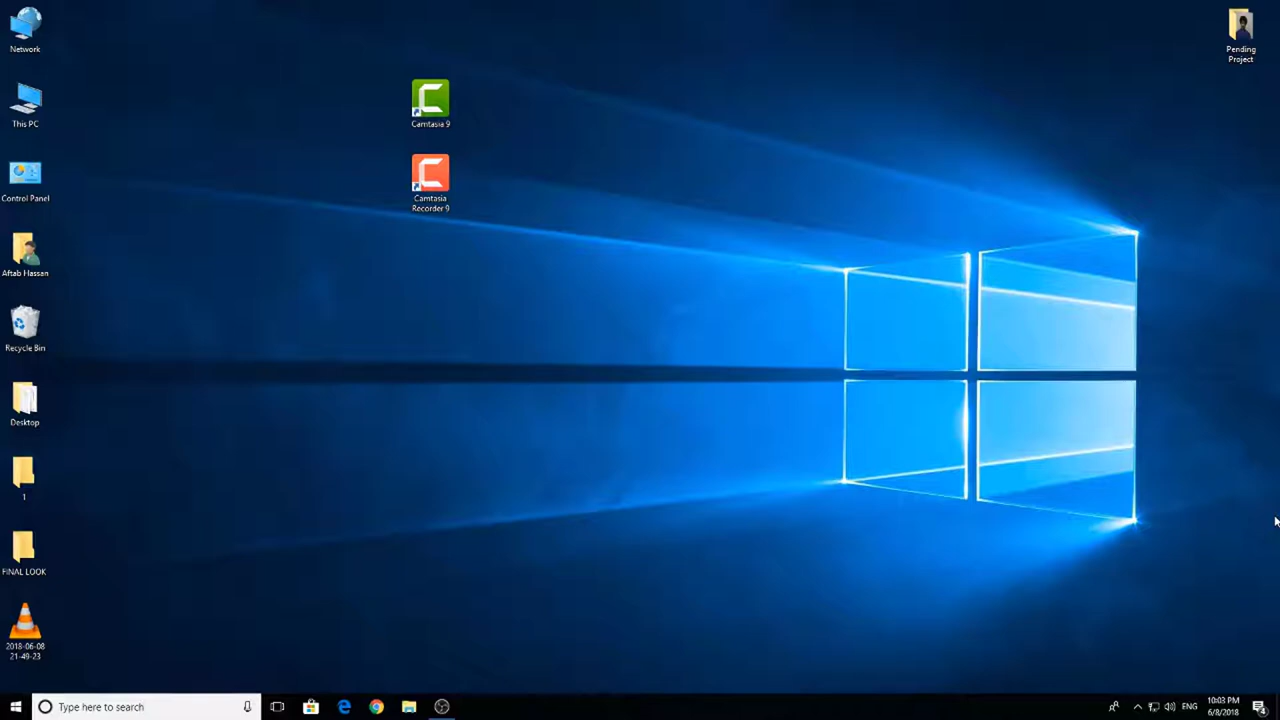 Network
This PC
Control Panel
Aftab Hassan
Recycle Bin
Desktop
1
FINAL LOOK
2018-06-08
21-49-23
Camtasia 9
Camtasia
Recorder 9
Pending
Project
Type here to search
ENG
10:03 PM
6/8/2018
4